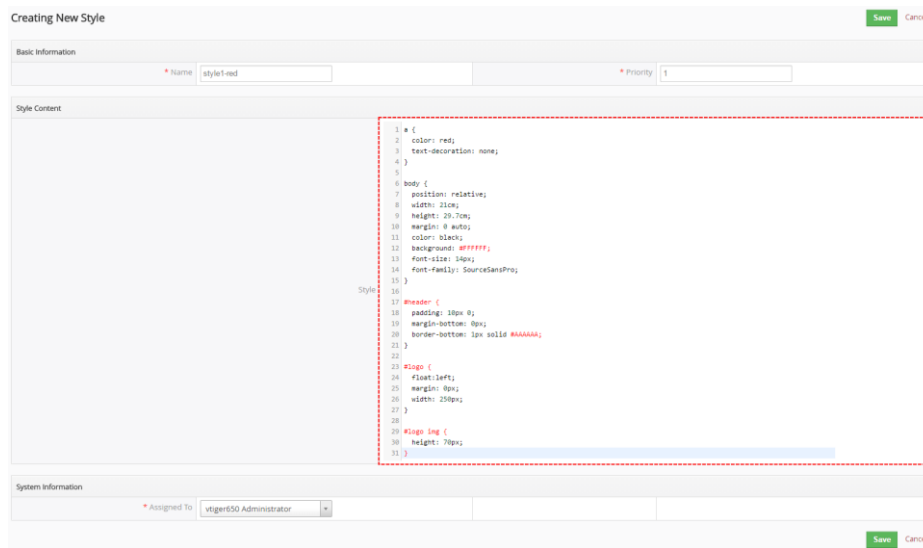 Creating New Style
Save Cance
Basic Information
* Name style1-red * Priority 1
Style Content
Style
1 a {
2 color: red;
3 text-decoration: none;
4 }
5
6 body {
7 position: relative;
8 width: 21cm;
9 height: 29.7cm;
10 margin: 0 auto;
11 color: black;
12 background: #FFFFFF;
13 font-size: 14px;
14 font-family: SourceSansPro;
15 }
16
17 #header {
18 padding: 10px 0;
19 margin-bottom: 0px;
20 border-bottom: 1px solid #AAAAAA;
21 }
22
23 #logo {
24 float:left;
25 margin: 0px;
26 width: 250px;
27 }
28
29 #logo img {
30 height: 70px;
31 }
System Information
* Assigned To vtiger650 Administrator
Save Cance